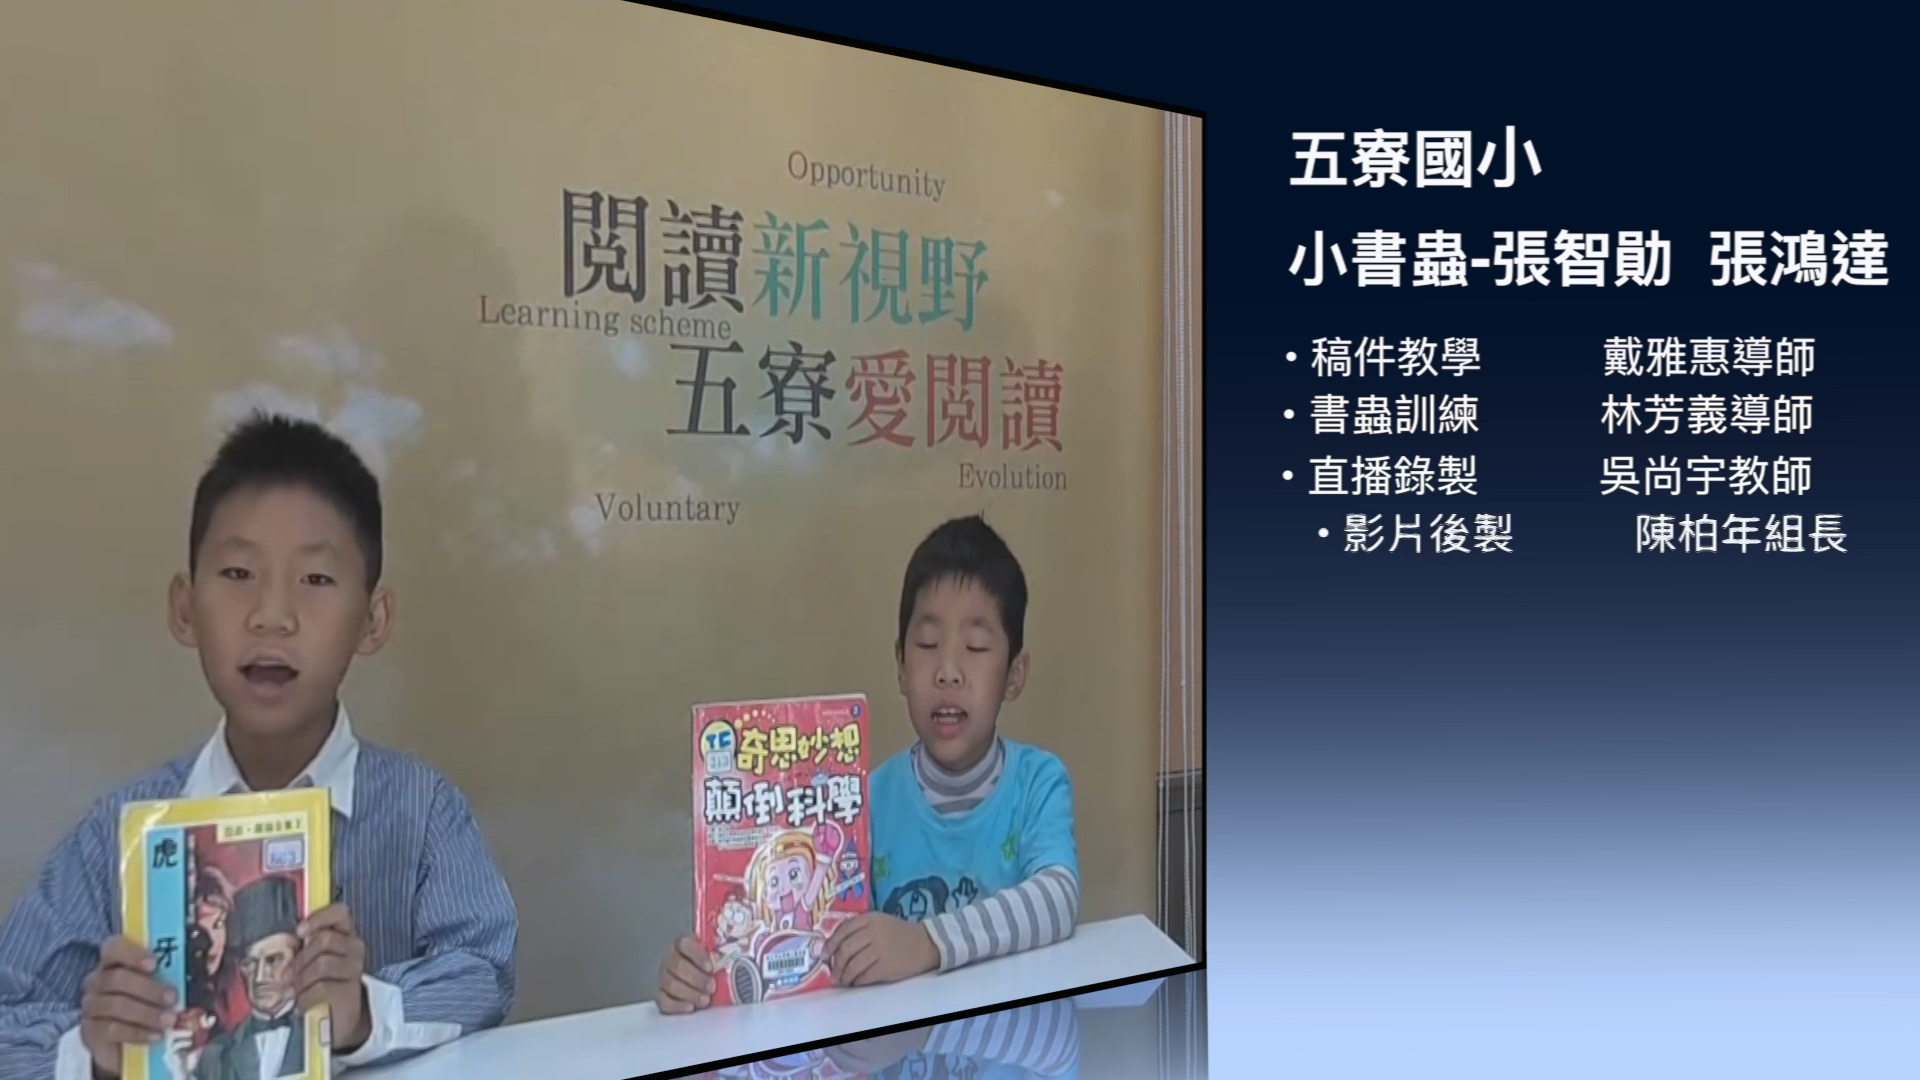 Opportunity
閱讀新視野
Learning scheme
五寮愛閱讀
Evolution
Voluntary
虎牙
奇思妙想
顛倒科學
五寮國小
小書蟲-張智勛 張鴻達
•稿件教學 戴雅惠導師
•書蟲訓練 林芳義導師
•直播錄製 吳尚宇教師
•影片後製 陳柏年組長